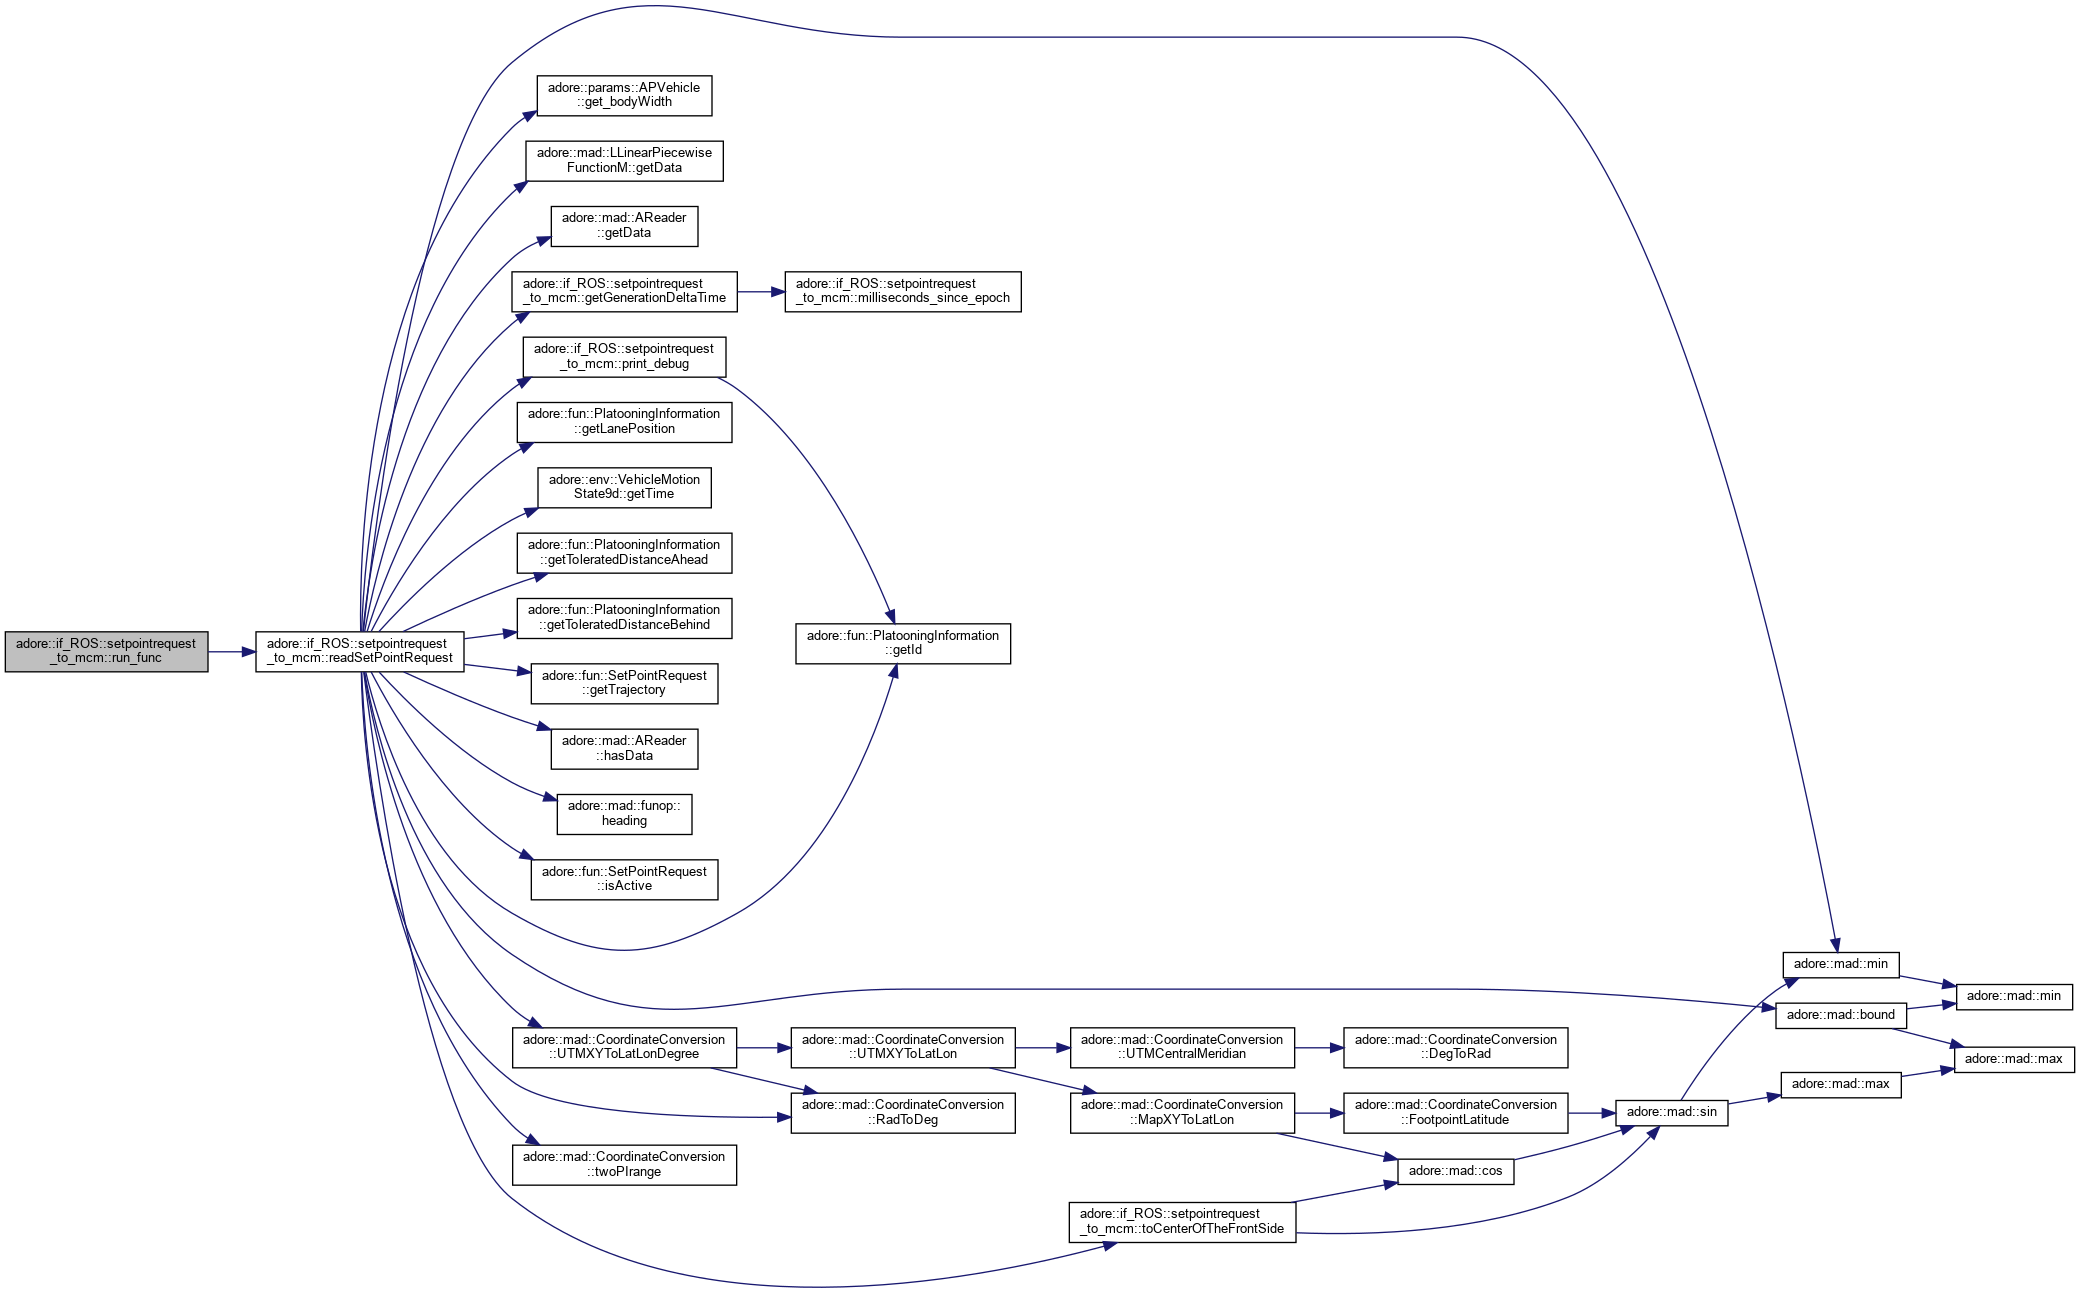 adore::if_ROS::setpointrequest
_to_mcm::run_func
adore::if_ROS::setpointrequest
_to_mcm::readSetPointRequest
adore::params::APVehicle
::get_bodyWidth
adore::mad::LLinearPiecewise
FunctionM::getData
adore::mad::AReader
::getData
adore::if_ROS::setpointrequest
_to_mcm::getGenerationDeltaTime
adore::if_ROS::setpointrequest
_to_mcm::milliseconds_since_epoch
adore::if_ROS::setpointrequest
_to_mcm::print_debug
adore::fun::PlatooningInformation
::getLanePosition
adore::env::VehicleMotion
State9d::getTime
adore::fun::PlatooningInformation
::getToleratedDistanceAhead
adore::fun::PlatooningInformation
::getToleratedDistanceBehind
adore::fun::PlatooningInformation
::getId
adore::fun::SetPointRequest
::getTrajectory
adore::mad::AReader
::hasData
adore::mad::funop::
heading
adore::fun::SetPointRequest
::isActive
adore::mad::min
adore::mad::min
adore::mad::bound
adore::mad::max
adore::mad::max
adore::mad::sin
adore::mad::CoordinateConversion
::UTMXYToLatLonDegree
adore::mad::CoordinateConversion
::UTMXYToLatLon
adore::mad::CoordinateConversion
::UTMCentralMeridian
adore::mad::CoordinateConversion
::DegToRad
adore::mad::CoordinateConversion
::RadToDeg
adore::mad::CoordinateConversion
::MapXYToLatLon
adore::mad::CoordinateConversion
::FootpointLatitude
adore::mad::cos
adore::mad::CoordinateConversion
::twoPIrange
adore::if_ROS::setpointrequest
_to_mcm::toCenterOfTheFrontSide